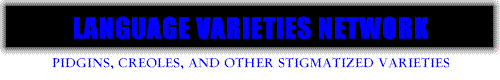 LANGUAGE VARIETIES NETWORK
PIDGINS, CREOLES, AND OTHER STIGMATIZED VARIETIES